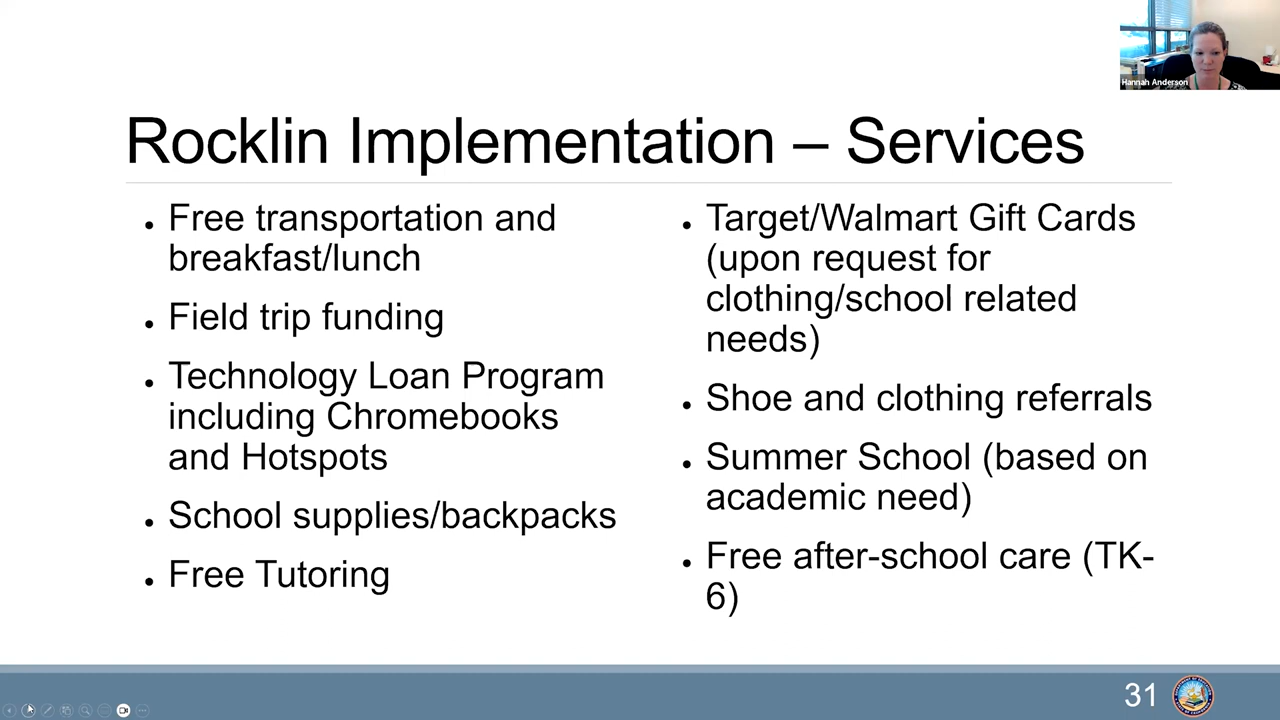 Hannah Anderson
Rocklin Implementation – Services
• Free transportation and
breakfast/lunch
• Field trip funding
• Technology Loan Program
including Chromebooks
and Hotspots
• School supplies/backpacks
• Free Tutoring
• Target/Walmart Gift Cards
(upon request for
clothing/school related
needs)
• Shoe and clothing referrals
• Summer School (based on
academic need)
• Free after-school care (TK-
6)
31